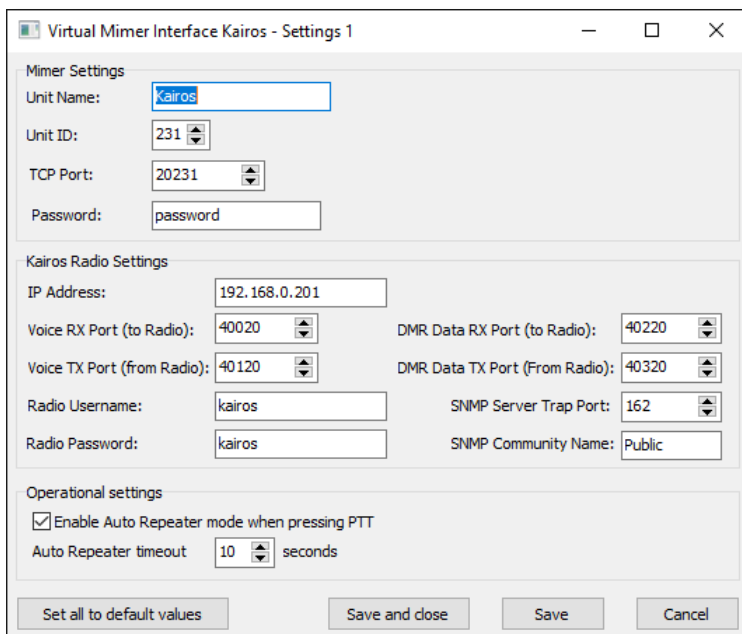 Virtual Mimer Interface Kairos - Settings 1
Mimer Settings
Unit Name: Kairos
Unit ID: 231
TCP Port: 20231
Password: password
Kairos Radio Settings
IP Address: 192.168.0.201
Voice RX Port (to Radio): 40020 DMR Data RX Port (to Radio): 40220
Voice TX Port (from Radio): 40120 DMR Data TX Port (From Radio): 40320
Radio Username: kairos SNMP Server Trap Port: 162
Radio Password: kairos SNMP Community Name: Public
Operational settings
Enable Auto Repeater mode when pressing PTT
Auto Repeater timeout 10 seconds
Set all to default values Save and close Save Cancel